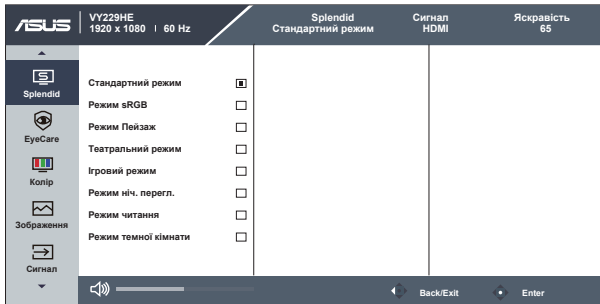 ASUS
VY229HE
1920 x 1080 I 60 Hz
Splendid
Стандартний режим
Сигнал
HDMI
Яскравість
65
S
Splendid
EyeCare
Колір
Зображення
Сигнал
Стандартний режим
Режим sRGB
Режим Пейзаж
Театральний режим
Ігровий режим
Режим ніч. перегл.
Режим читання
Режим темної кімнати
Back/Exit
Enter